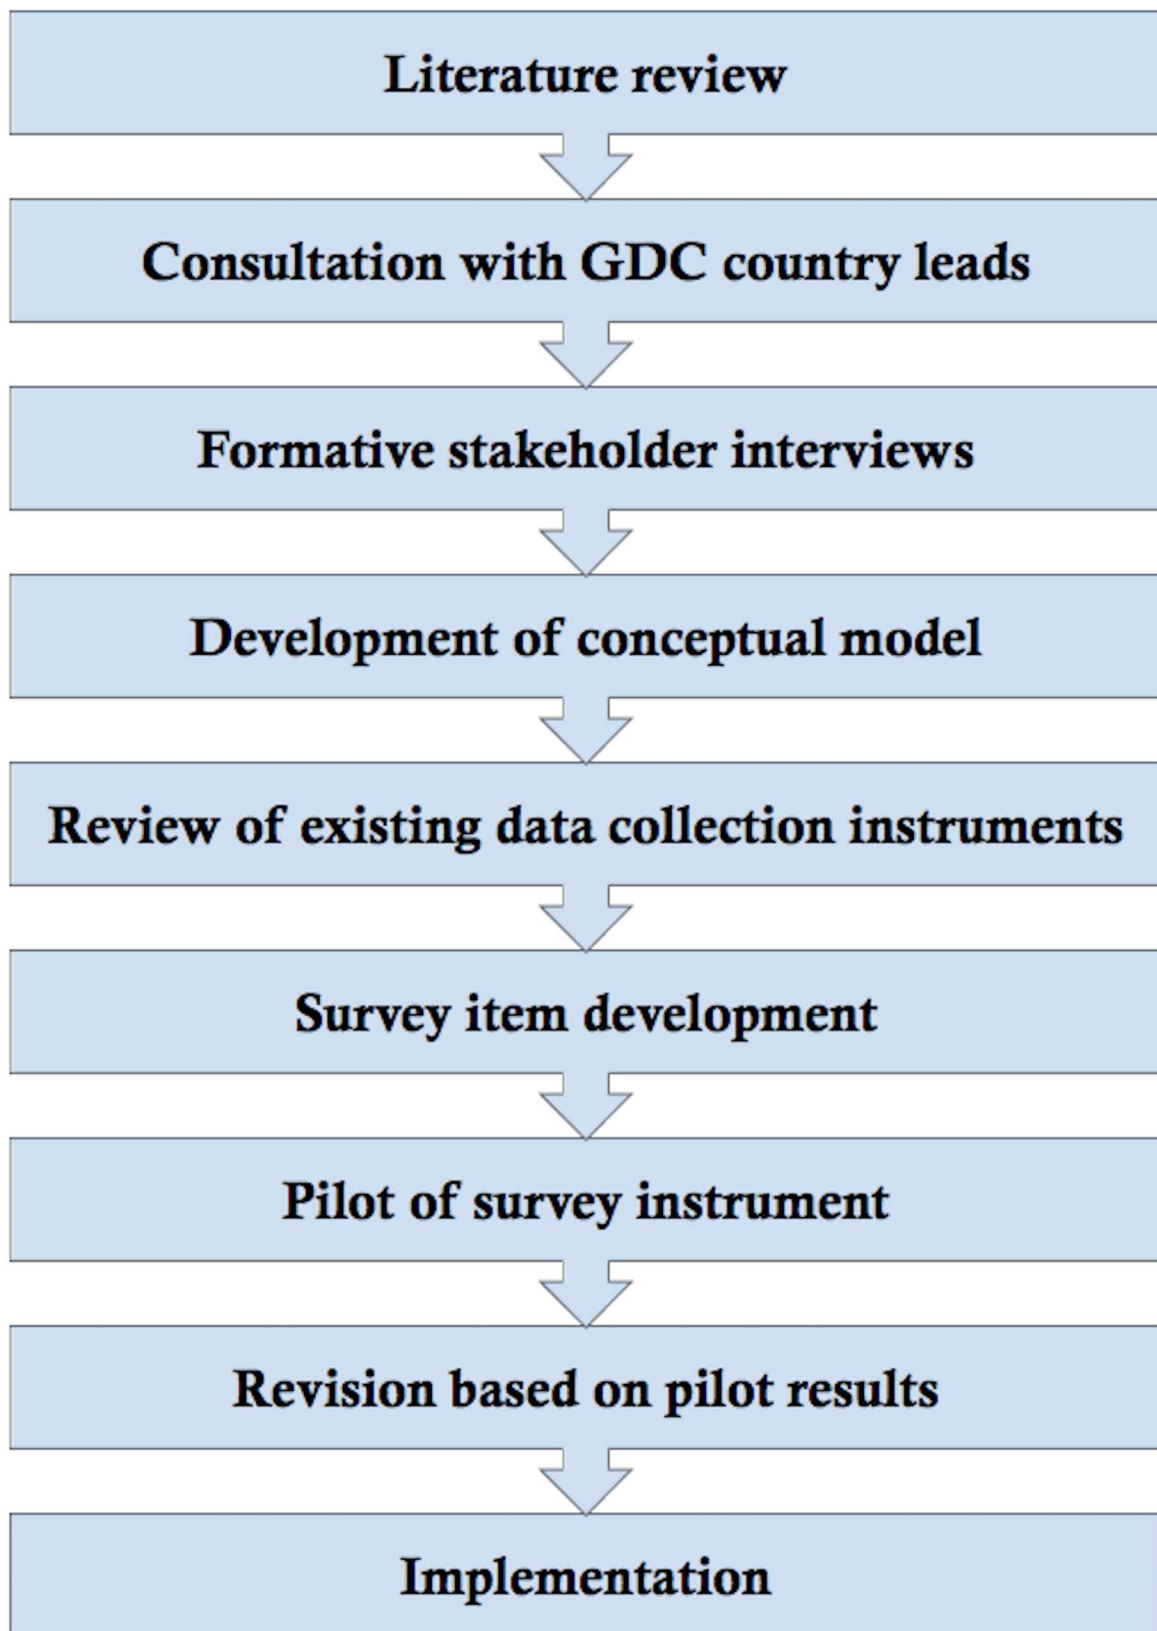 Literature review
Consultation with GDC country leads
Formative stakeholder interviews
Development of conceptual model
Review of existing data collection instruments
Survey item development
Pilot of survey instrument
Revision based on pilot results
Implementation